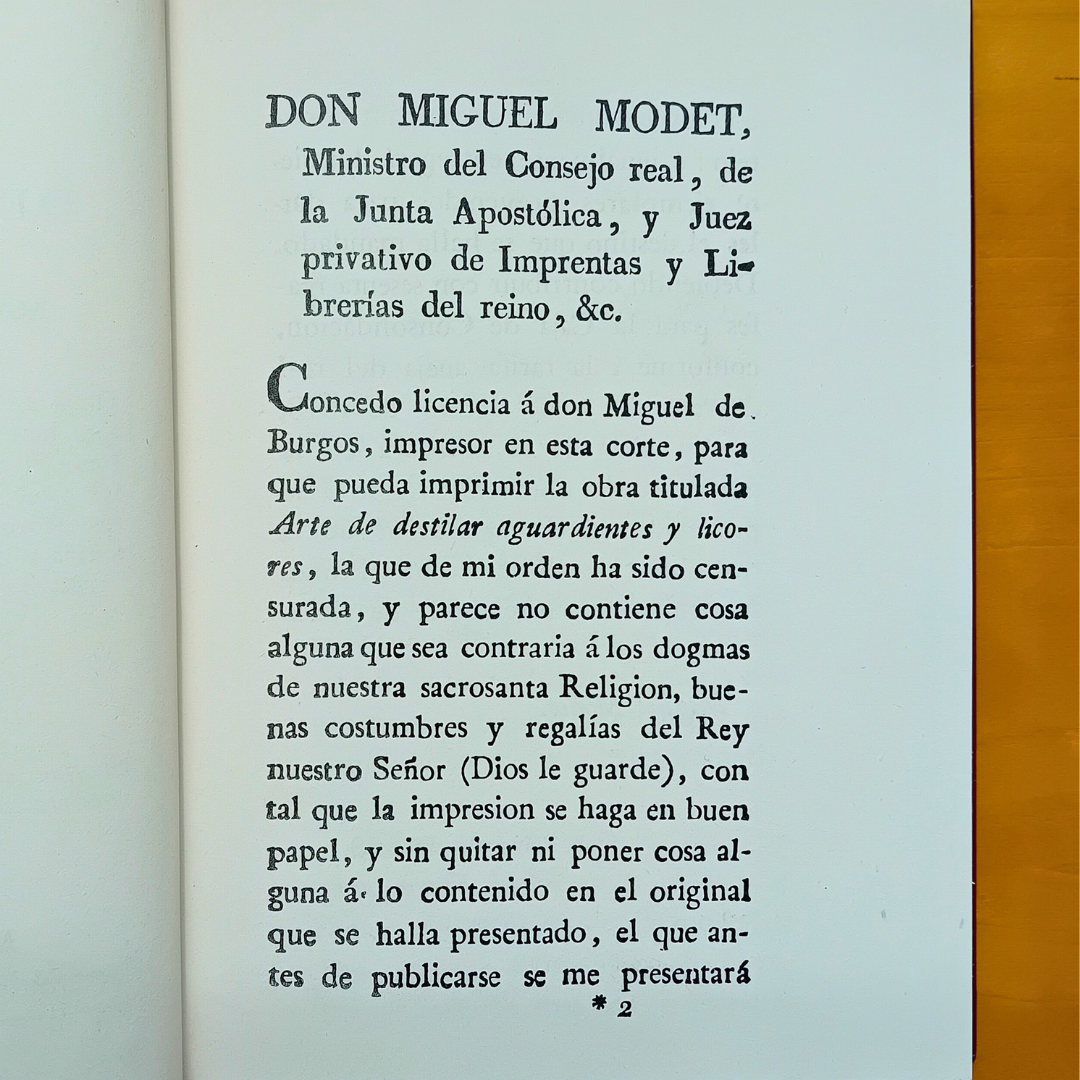 DON MIGUEL MODET,
Ministro del Consejo real, de
la Junta Apostólica, y Juez
privativo de Imprentas y Li-
brerías del reino, &c.
Concedo licencia á don Miguel de
Burgos, impresor en esta corte, para
que pueda imprimir la obra titulada
Arte de destilar aguardientes y lico-
res, la que de mi orden ha sido cen-
surada, y parece no contiene cosa
alguna que sea contraria á los dogmas
de nuestra sacrosanta Religion, bue-
nas costumbres y regalías del Rey
nuestro Señor (Dios le guarde), con
tal que la impresion se haga en buen
papel, y sin quitar ni poner cosa al-
guna á lo contenido en el original
que se halla presentado, el que an-
tes de publicarse se me presentará
* 2